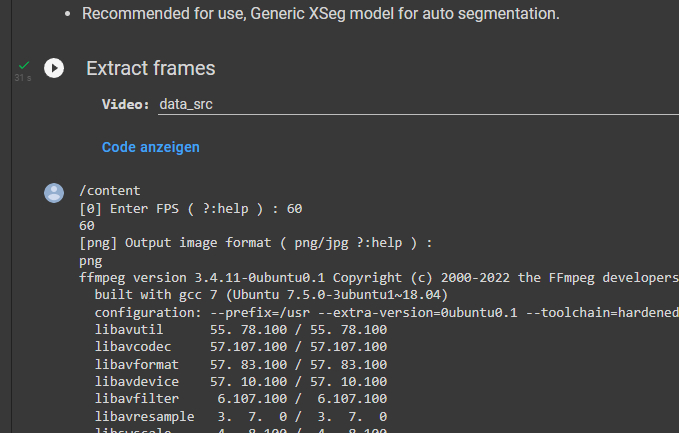 Recommended for use, Generic XSeg model for auto segmentation.
Extract frames
31 s
Video: data_src
Code anzeigen
/content
[0] Enter FPS ( ?:help ) : 60
60
[png] Output image format ( png/jpg ?:help ) :
png
ffmpeg version 3.4.11-0ubuntu0.1 Copyright (c) 2000-2022 the FFmpeg developers
built with gcc 7 (Ubuntu 7.5.0-3ubuntu1~18.04)
configuration: --prefix=/usr --extra-version=0ubuntu0.1 --toolchain=hardened
libavutil 55. 78.100 / 55. 78.100
libavcodec 57.107.100 / 57.107.100
libavformat 57. 83.100 / 57. 83.100
libavdevice 57. 10.100 / 57. 10.100
libavfilter 6.107.100 / 6.107.100
libavresample 3. 7. 0 / 3. 7. 0